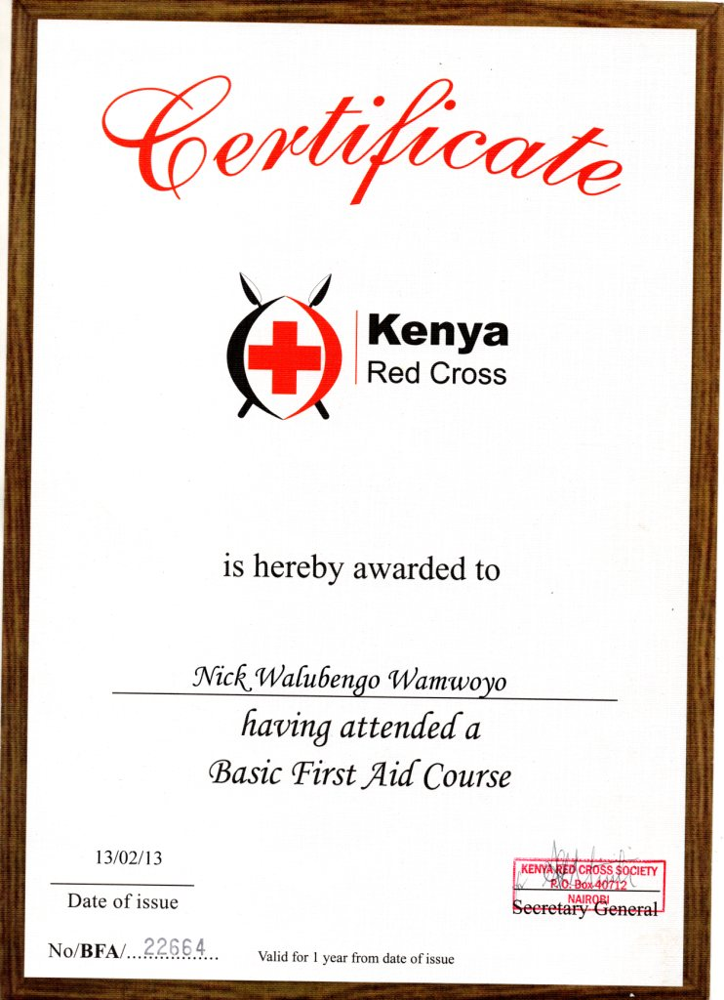 Certificate
Kenya
Red Cross
is hereby awarded to
Nick Walubengo Wamwoyo
having attended a
Basic First Aid Course
13/02/13
Date of issue
KENYA RED CROSS SOCIETY
P.O. Box 40712
NAIROBI
Secretary General
No/BFA/....22664....
Valid for 1 year from date of issue